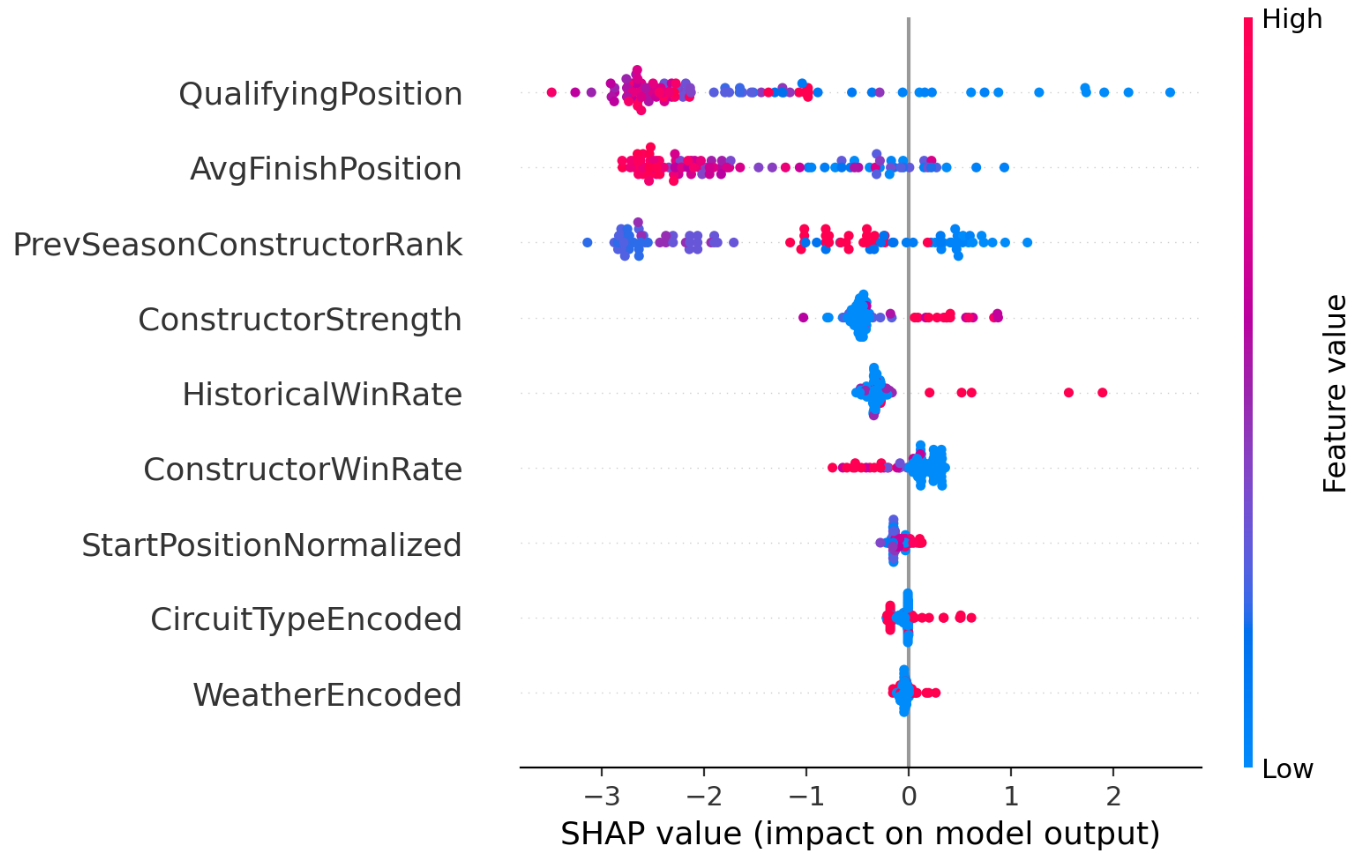 High
QualifyingPosition
AvgFinishPosition
PrevSeasonConstructorRank
ConstructorStrength
HistoricalWinRate
ConstructorWinRate
StartPositionNormalized
CircuitTypeEncoded
WeatherEncoded
Feature value
Low
−3 −2 −1 0 1 2
SHAP value (impact on model output)